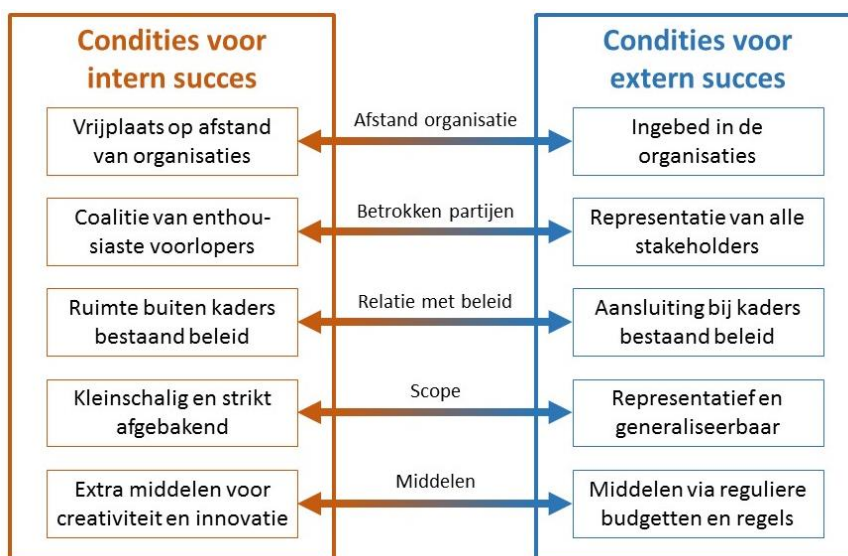 Condities voor
intern succes
Condities voor
extern succes
Vrijplaats op afstand
van organisaties
Afstand organisatie
Ingebed in de
organisaties
Coalitie van enthou-
siaste voorlopers
Betrokken partijen
Representatie van alle
stakeholders
Ruimte buiten kaders
bestaand beleid
Relatie met beleid
Aansluiting bij kaders
bestaand beleid
Kleinschalig en strikt
afgebakend
Scope
Representatief en
generaliseerbaar
Extra middelen voor
creativiteit en innovatie
Middelen
Middelen via reguliere
budgetten en regels